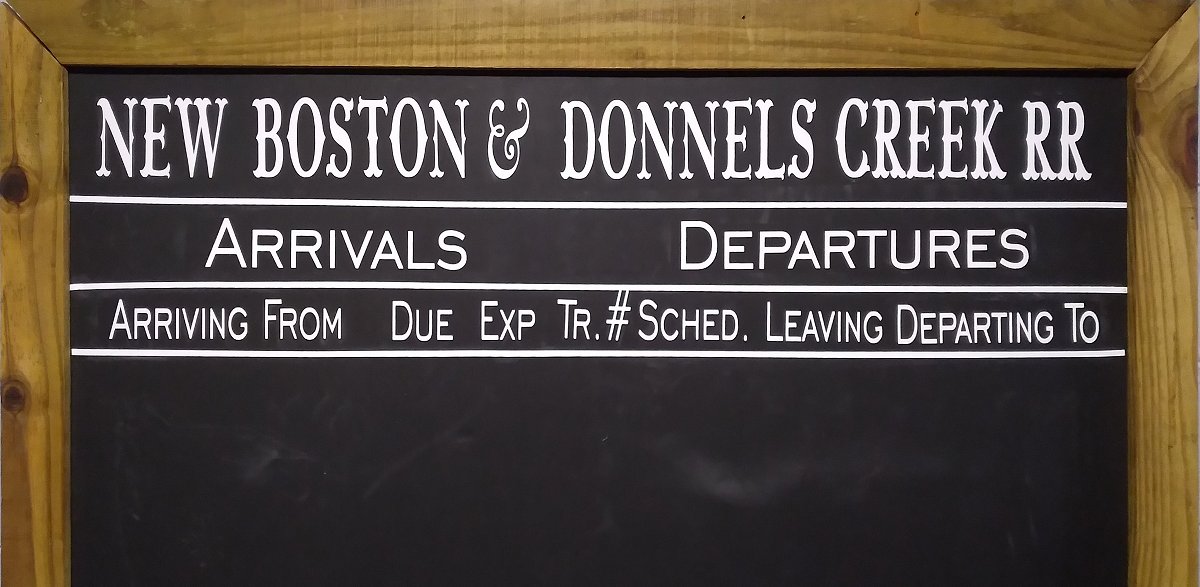 NEW BOSTON & DONNELS CREEK RR
ARRIVALS DEPARTURES
ARRIVING FROM DUE EXP TR.# SCHED. LEAVING DEPARTING TO